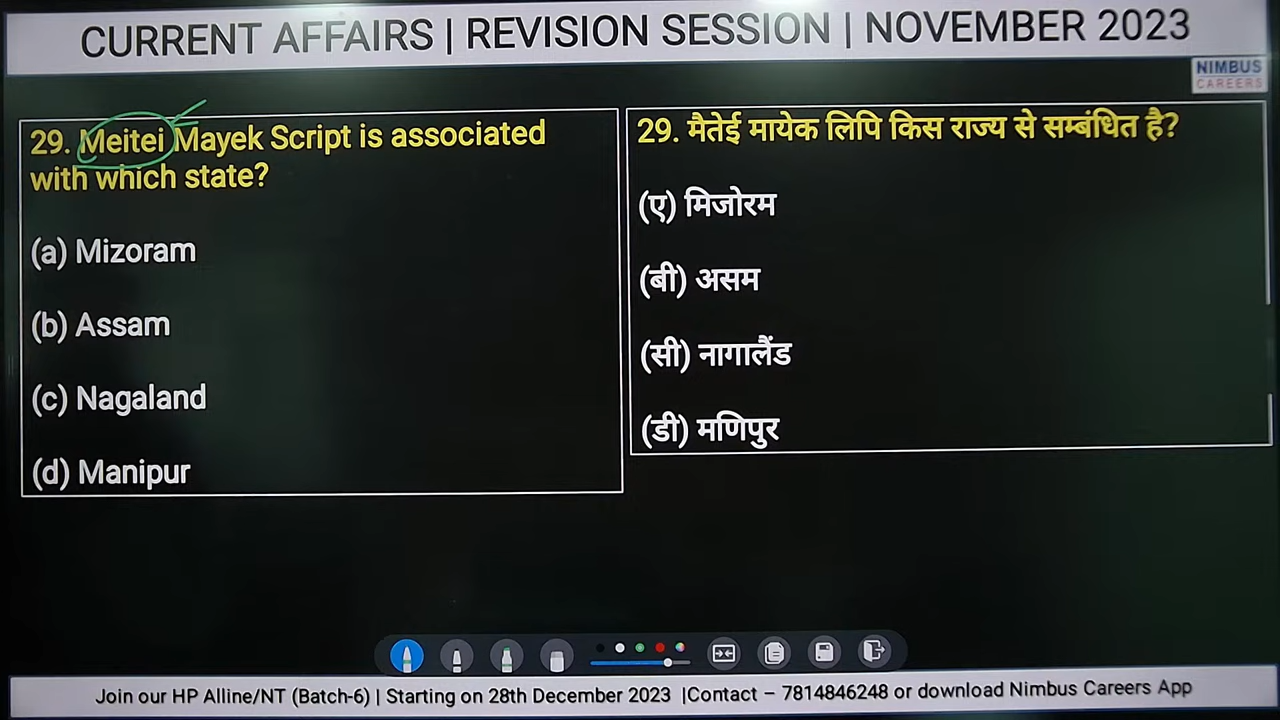 CURRENT AFFAIRS | REVISION SESSION | NOVEMBER 2023
NIMBUS
CAREERS
29. Meitei Mayek Script is associated
with which state?
(a) Mizoram
(b) Assam
(c) Nagaland
(d) Manipur
29. मैतेई मायेक लिपि किस राज्य से सम्बंधित है?
(ए) मिजोरम
(बी) असम
(सी) नागालैंड
(डी) मणिपुर
Join our HP Alline/NT (Batch-6) | Starting on 28th December 2023 |Contact – 7814846248 or download Nimbus Careers App